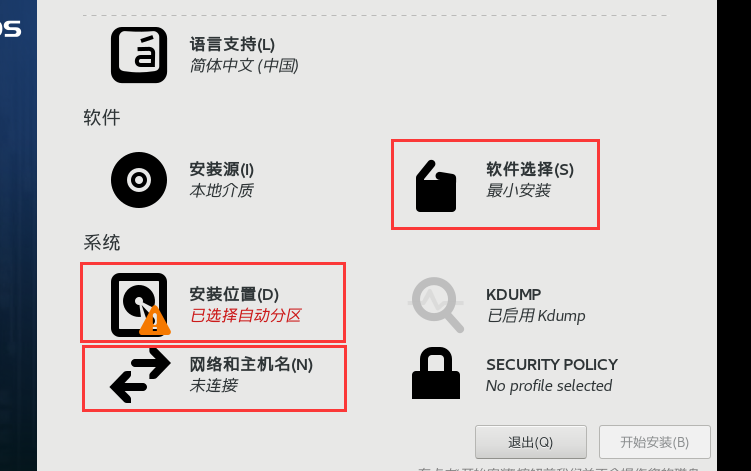 OS
语言支持(L)
简体中文 (中国)
软件
安装源(I)
本地介质
软件选择(S)
最小安装
系统
安装位置(D)
已选择自动分区
KDUMP
已启用 Kdump
网络和主机名(N)
未连接
SECURITY POLICY
No profile selected
退出(Q)
开始安装(B)